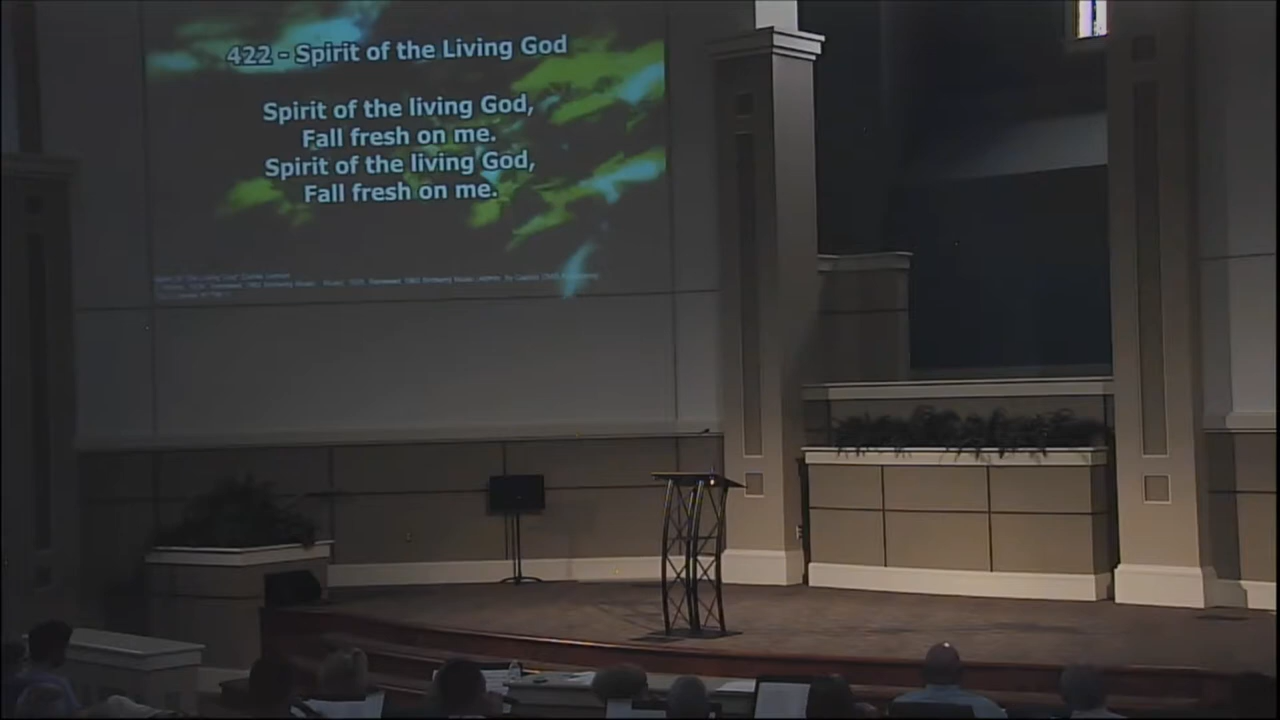 422 - Spirit of the Living God
Spirit of the living God,
Fall fresh on me.
Spirit of the living God,
Fall fresh on me.